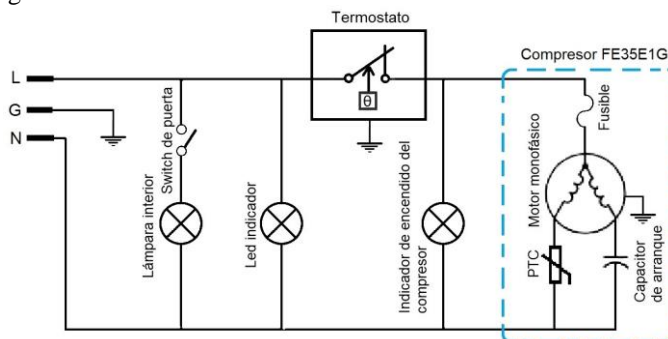 Termostato
Compresor FE35E1G
L
G
N
θ
Switch de puerta
Lámpara interior
Led indicador
Indicador de encendido del
compresor
Fusible
Motor monofásico
PTC
Capacitor
de arranque